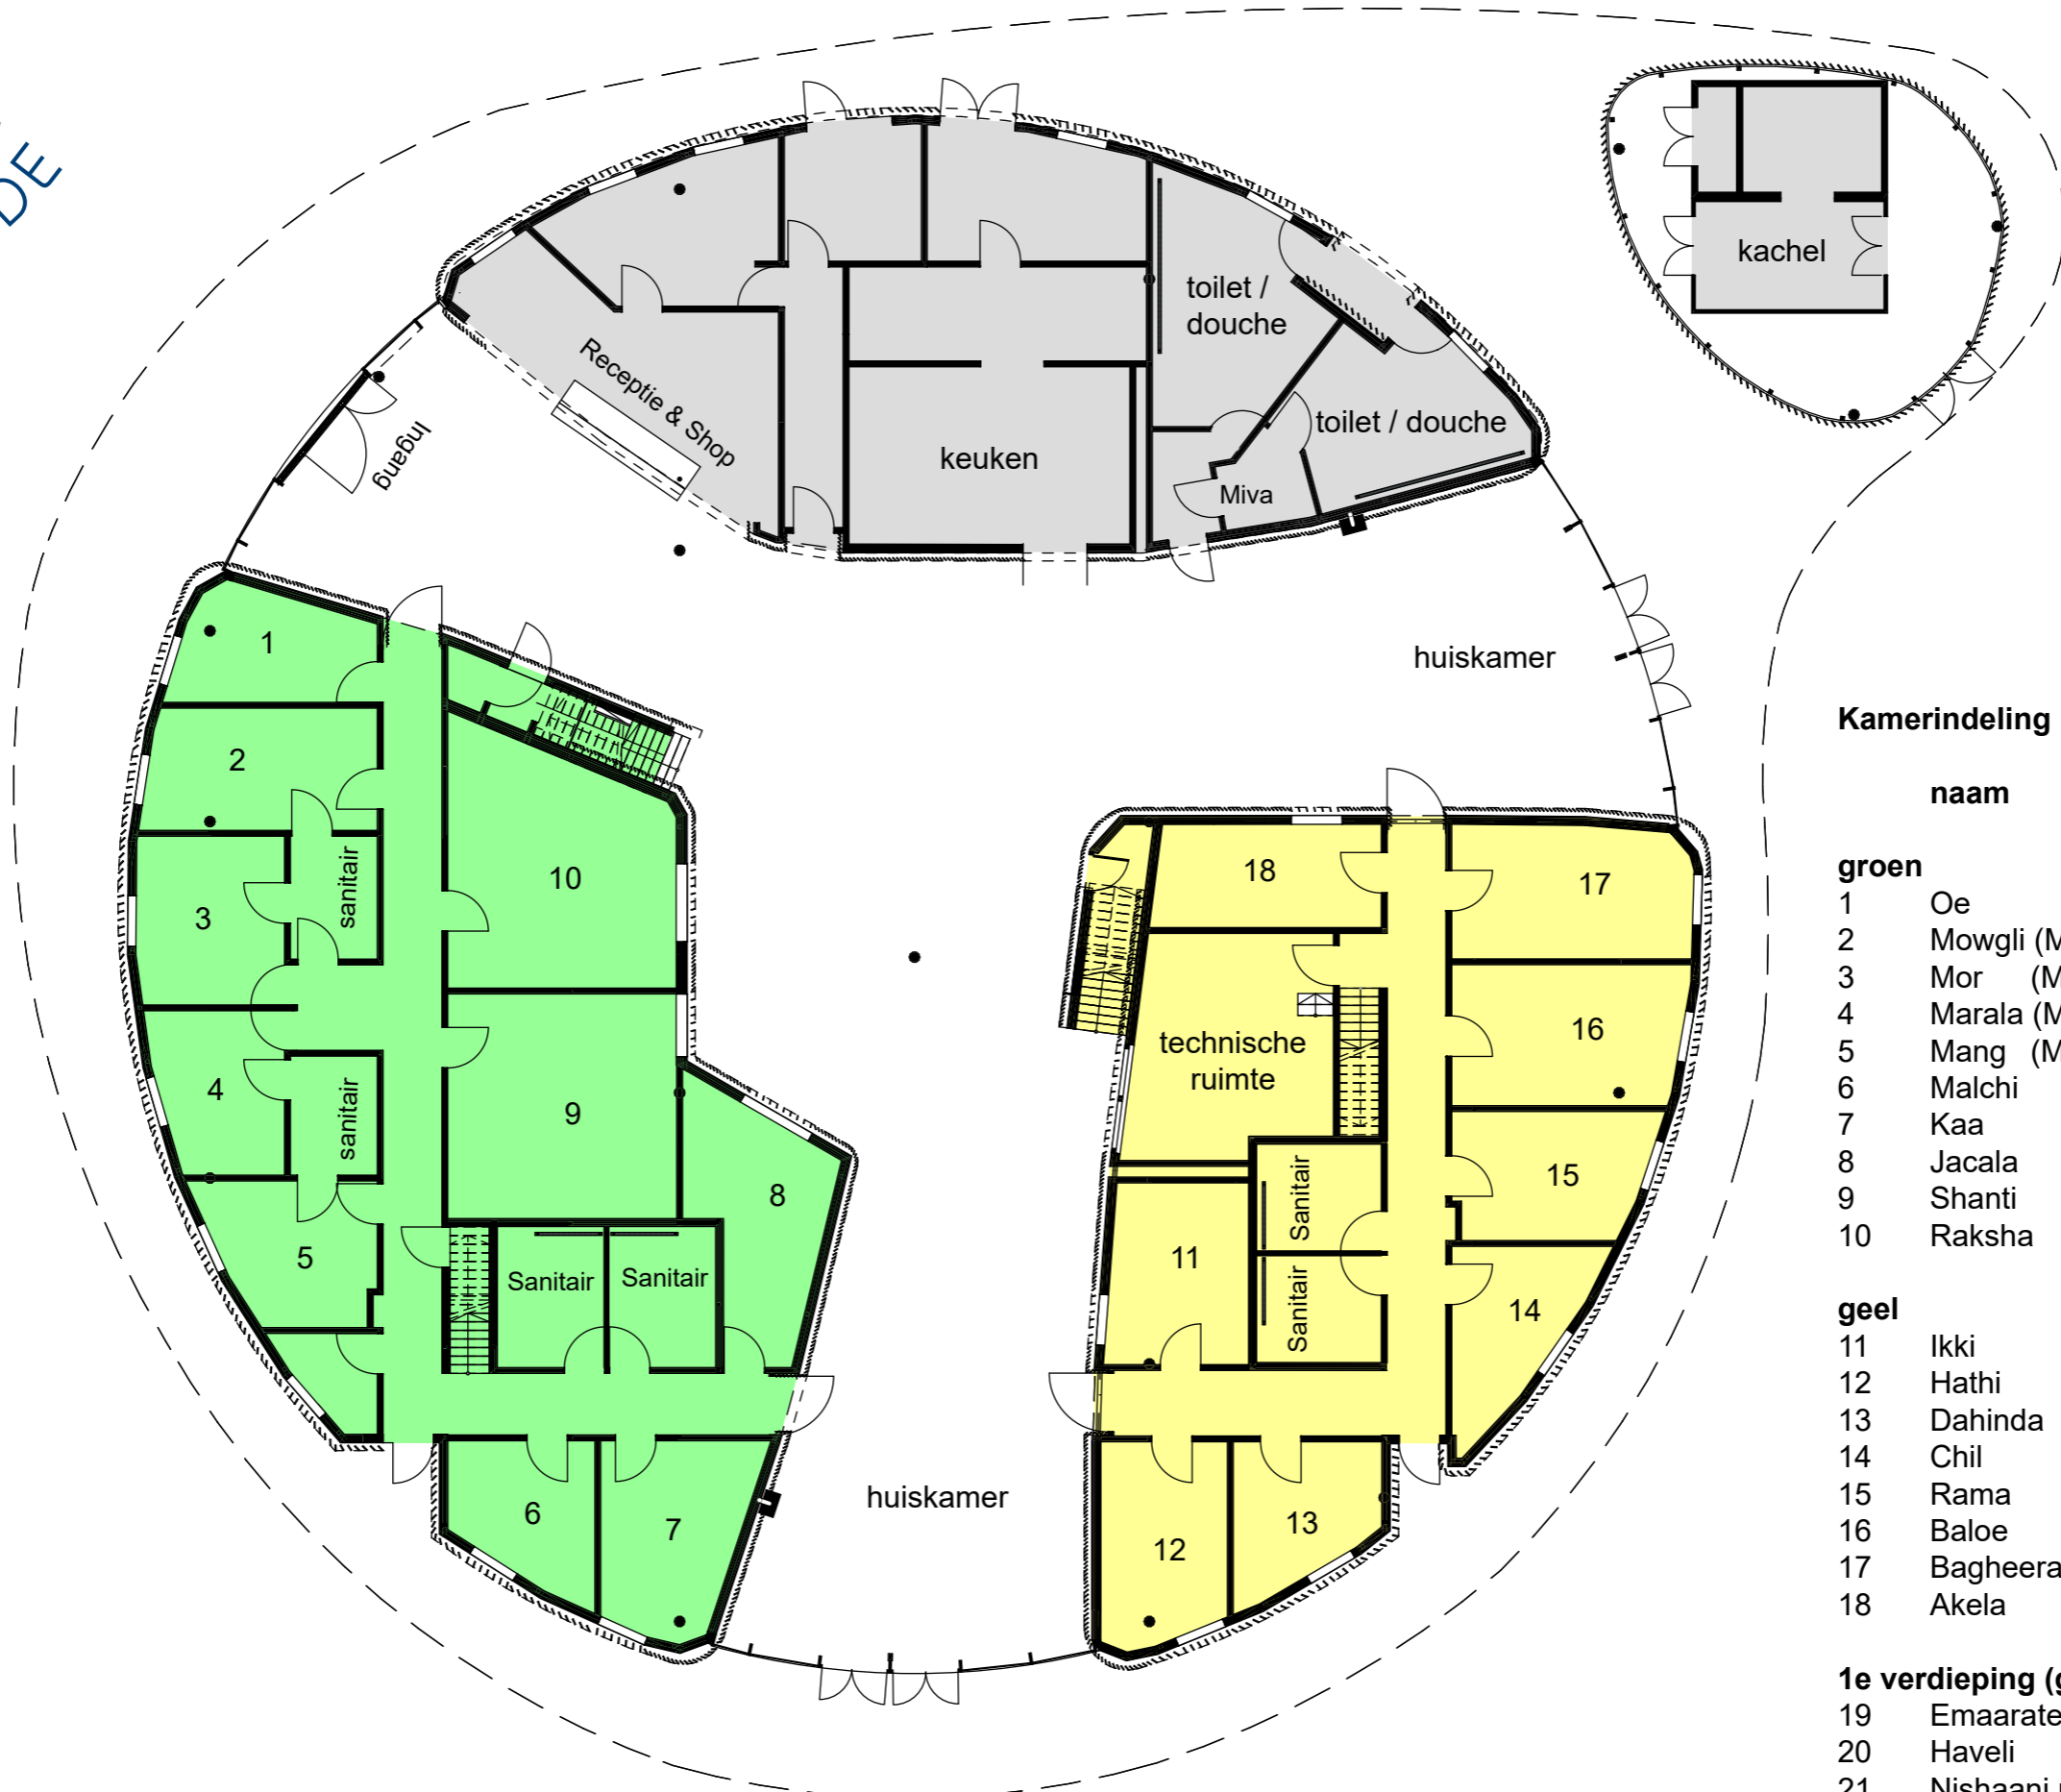 DE
kachel
toilet /
douche
Receptie & Shop
toilet / douche
Ingang
keuken
Miva
1
huiskamer
2
10
sanitair
3
18
17
technische
ruimte
16
4
sanitair
9
8
15
5
Sanitair
Sanitair
11
Sanitair
Sanitair
14
6
7
huiskamer
12
13
Kamerindeling
naam
groen
1 Oe
2 Mowgli (M
3 Mor (M
4 Marala (M
5 Mang (M
6 Malchi
7 Kaa
8 Jacala
9 Shanti
10 Raksha
geel
11 Ikki
12 Hathi
13 Dahinda
14 Chil
15 Rama
16 Baloe
17 Bagheera
18 Akela
1e verdieping (g
19 Emaarate
20 Haveli
21 Nishaani